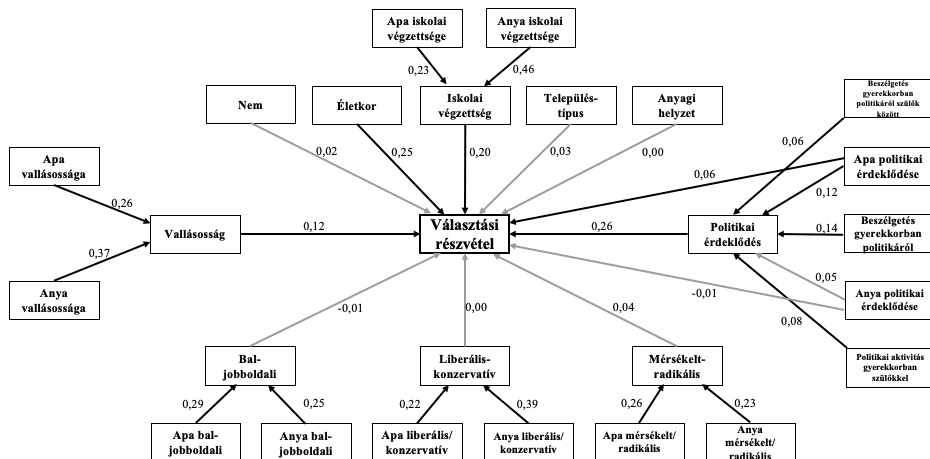 Apa iskolai
végzettsége
Anya iskolai
végzettsége
0,23
0,46
Nem
Életkor
Iskolai
végzettség
Település-
típus
Anyagi
helyzet
Beszélgetés
gyerekkorban
politikáról szülők
között
0,02
0,25
0,20
0,03
0,00
0,06
Apa
vallásossága
0,26
Apa politikai
érdeklődése
0,06
0,12
Vallásosság
0,12
Választási
részvétel
0,26
Politikai
érdeklődés
0,14
Beszélgetés
gyerekkorban
politikáról
0,37
Anya
vallásossága
0,05
Anya politikai
érdeklődése
-0,01
0,08
-0,01
0,00
0,04
Bal-
jobboldali
Liberális-
konzervatív
Mérsékelt-
radikális
Politikai aktivitás
gyerekkorban
szülőkkel
0,29
0,25
0,22
0,39
0,26
0,23
Apa bal-
jobboldali
Anya bal-
jobboldali
Apa liberális/
konzervatív
Anya liberális/
konzervatív
Apa mérsékelt/
radikális
Anya
mérsékelt/
radikális